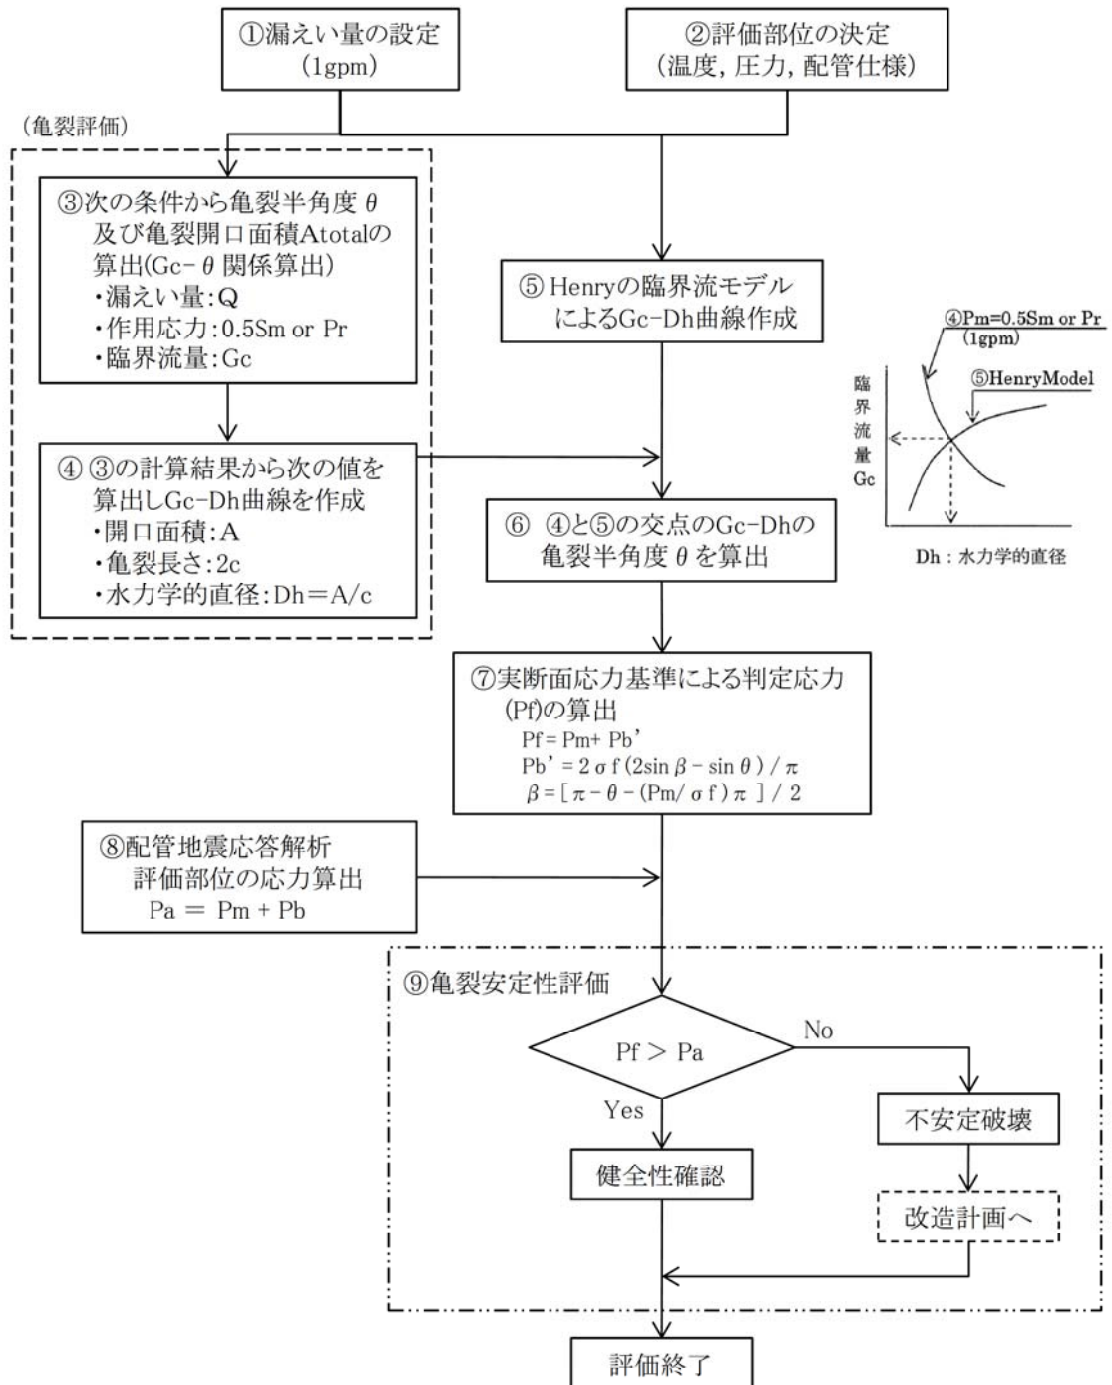 ①漏えい量の設定
(1gpm)
②評価部位の決定
(温度, 圧力, 配管仕様)
(亀裂評価)
③次の条件から亀裂半角度θ
及び亀裂開口面積Atotalの
算出(Gc-θ関係算出)
・漏えい量:Q
・作用応力:0.5Sm or Pr
・臨界流量:Gc
⑤Henryの臨界流モデル
によるGc-Dh曲線作成
④Pm=0.5Sm or Pr
(1gpm)
⑤HenryModel
臨界流量Gc
Dh:水力学的直径
④ ③の計算結果から次の値を
算出しGc-Dh曲線を作成
・開口面積:A
・亀裂長さ:2c
・水力学的直径:Dh=A/c
⑥ ④と⑤の交点のGc-Dhの
亀裂半角度θを算出
⑦実断面応力基準による判定応力
(Pf)の算出
Pf=Pm+Pb’
Pb’=2σf(2sinβ-sinθ)/π
β=[π-θ-(Pm/σf)π]/2
⑧配管地震応答解析
評価部位の応力算出
Pa = Pm + Pb
⑨亀裂安定性評価
Pf > Pa
No
Yes
不安定破壊
健全性確認
改造計画へ
評価終了